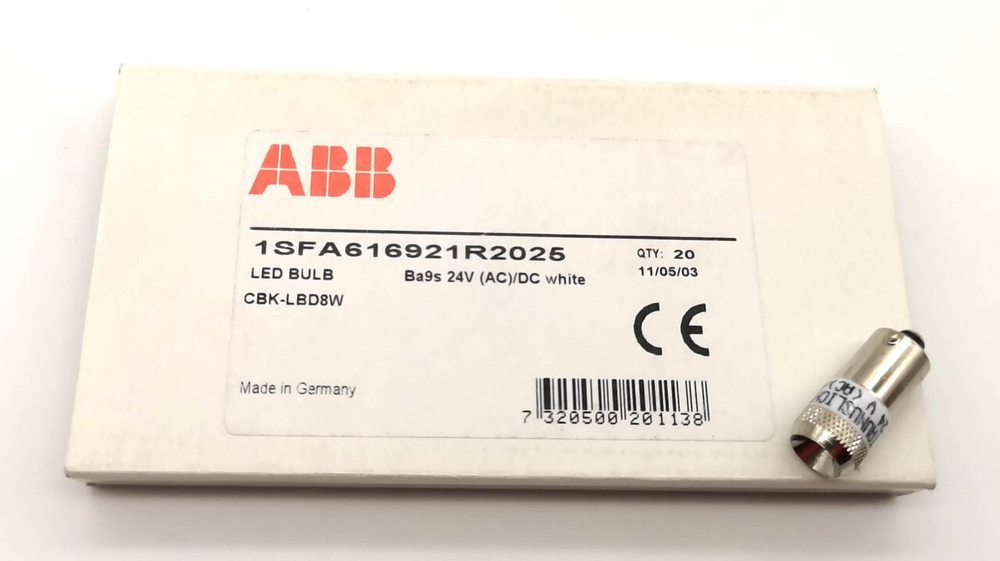 ABB
1SFA616921R2025 QTY: 20
LED BULB Ba9s 24V (AC)/DC white 11/05/03
CBK-LBD8W
CE
Made in Germany
7 320500 201138
V (AC)